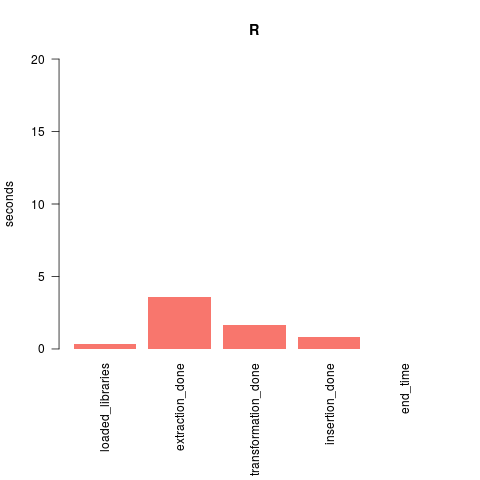 R
seconds
20
15
10
5
0
loaded_libraries
extraction_done
transformation_done
insertion_done
end_time